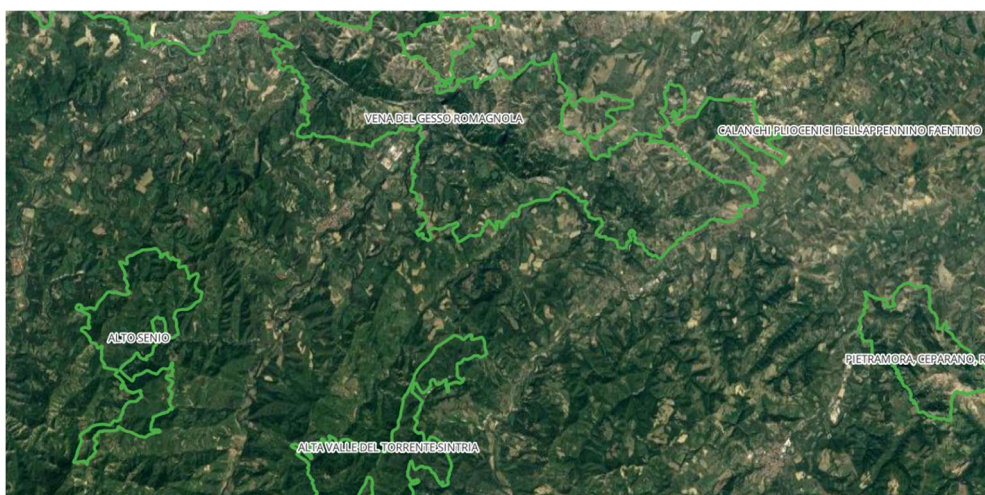 VENA DEL GESSO ROMAGNOLA
CALANCHI PLIOCENICI DELL'APPENNINO FAENTINO
ALTO SENIO
PIETRAMORA, CEPARANO, R
ALTA VALLE DEL TORRENTE SINTRIA